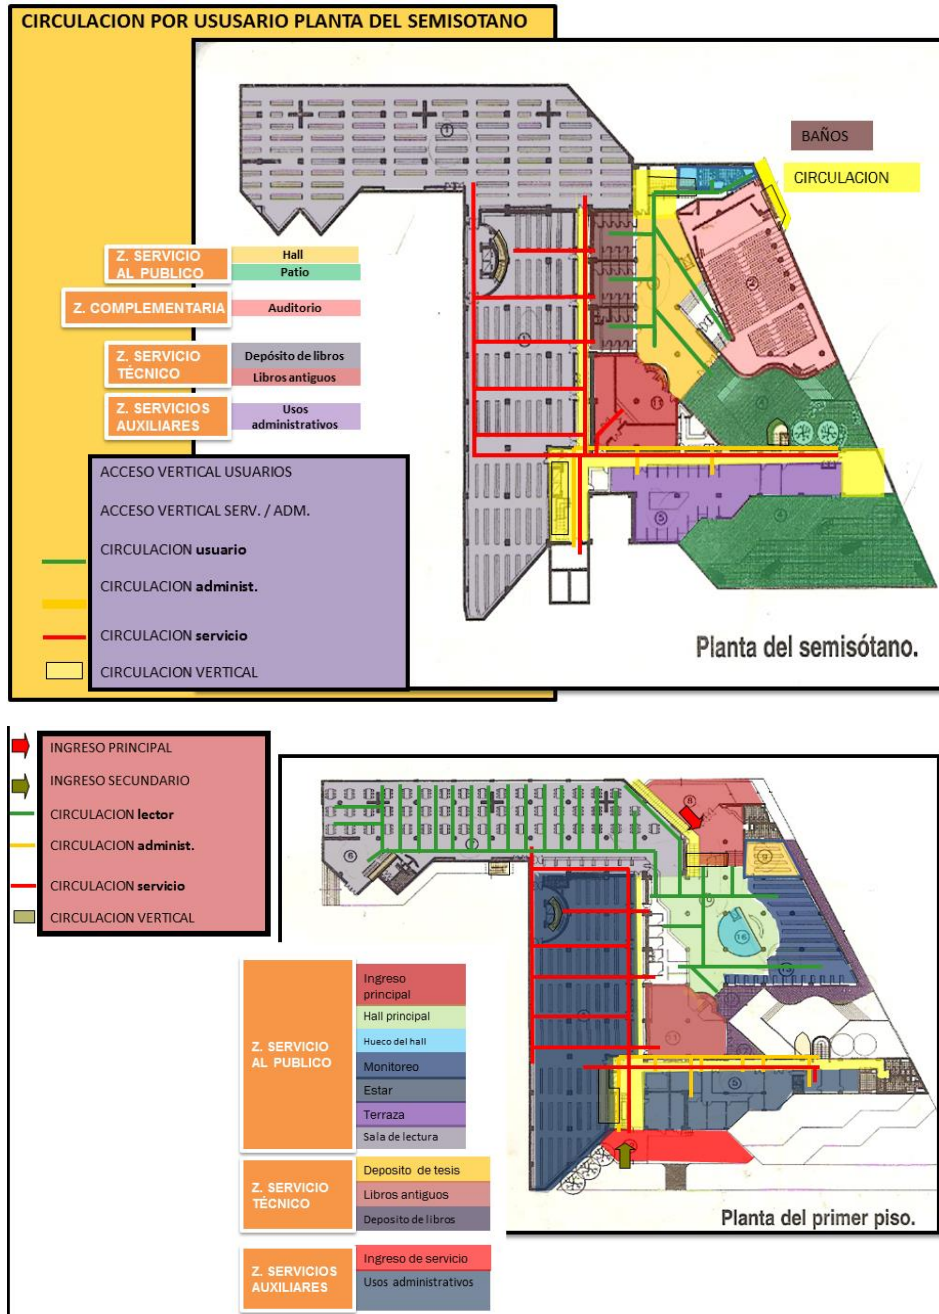 CIRCULACION POR USUSARIO PLANTA DEL SEMISOTANO
BAÑOS
CIRCULACION
Z. SERVICIO
AL PUBLICO
Hall
Patio
Z. COMPLEMENTARIA
Auditorio
Z. SERVICIO
TÉCNICO
Depósito de libros
Libros antiguos
Z. SERVICIOS
AUXILIARES
Usos
administrativos
ACCESO VERTICAL USUARIOS
ACCESO VERTICAL SERV. / ADM.
CIRCULACION usuario
CIRCULACION administ.
CIRCULACION servicio
CIRCULACION VERTICAL
Planta del semisótano.
INGRESO PRINCIPAL
INGRESO SECUNDARIO
CIRCULACION lector
CIRCULACION administ.
CIRCULACION servicio
CIRCULACION VERTICAL
Z. SERVICIO
AL PUBLICO
Ingreso
principal
Hall principal
Hueco del hall
Monitoreo
Estar
Terraza
Sala de lectura
Z. SERVICIO
TÉCNICO
Deposito de tesis
Libros antiguos
Deposito de libros
Z. SERVICIOS
AUXILIARES
Ingreso de servicio
Usos administrativos
Planta del primer piso.